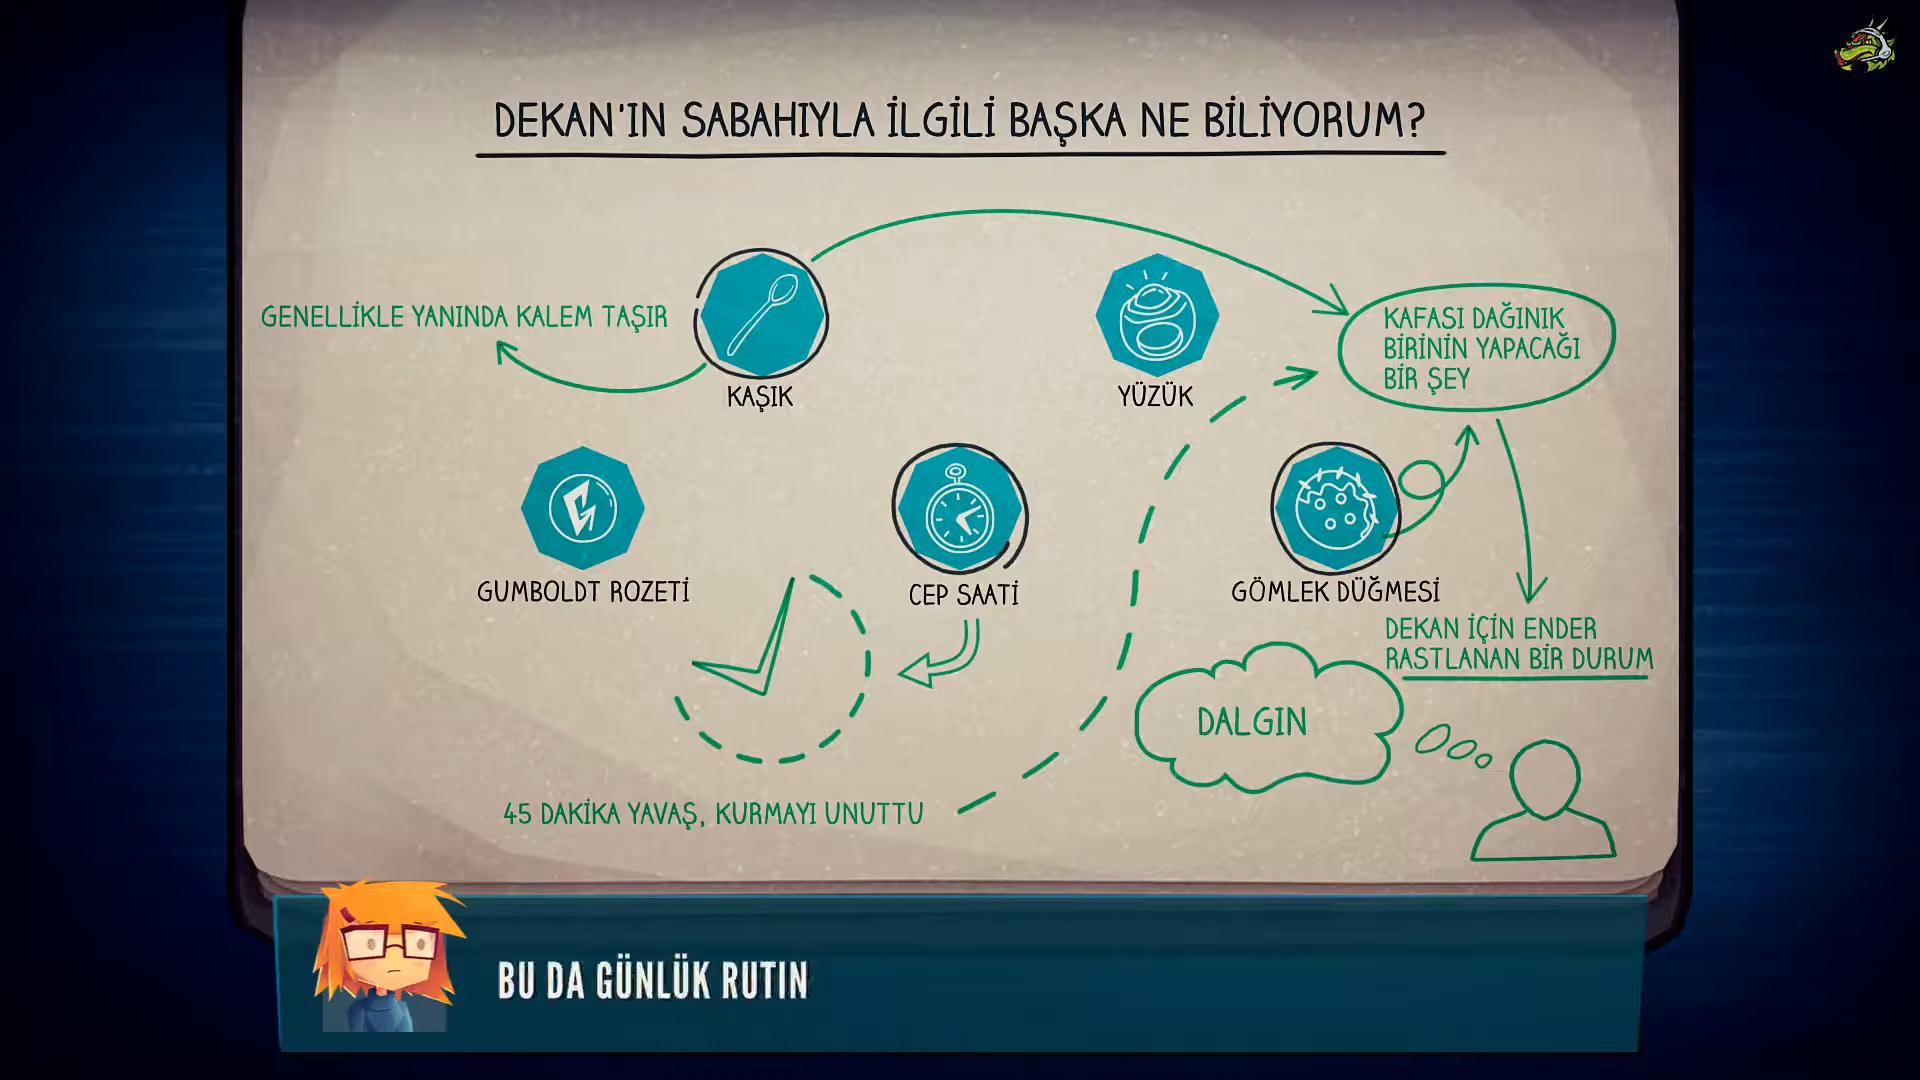 DEKAN'IN SABAHIYLA İLGİLİ BAŞKA NE BİLİYORUM?
GENELLİKLE YANINDA KALEM TAŞIR
KAŞIK
YÜZÜK
KAFASI DAĞINIK
BİRİNİN YAPACAĞI
BİR ŞEY
GUMBOLDT ROZETİ
CEP SAATİ
GÖMLEK DÜĞMESİ
DEKAN İÇİN ENDER
RASTLANAN BİR DURUM
DALGIN
45 DAKİKA YAVAŞ, KURMAYI UNUTTU
BU DA GÜNLÜK RUTIN